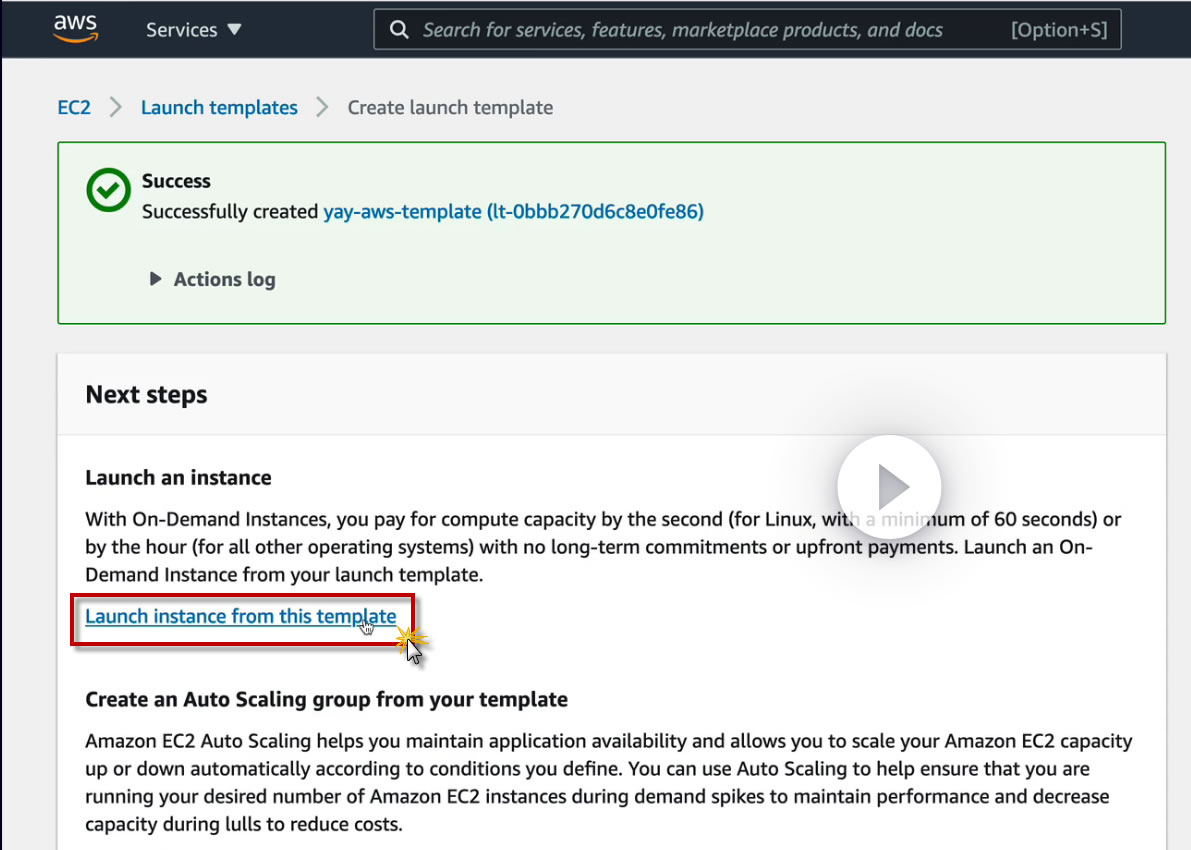 aws
Services
Search for services, features, marketplace products, and docs
[Option+S]
EC2
Launch templates
Create launch template
Success
Successfully created yay-aws-template (lt-0bbb270d6c8e0fe86)
Actions log
Next steps
Launch an instance
With On-Demand Instances, you pay for compute capacity by the second (for Linux, with a minimum of 60 seconds) or
by the hour (for all other operating systems) with no long-term commitments or upfront payments. Launch an On-
Demand Instance from your launch template.
Launch instance from this template
Create an Auto Scaling group from your template
Amazon EC2 Auto Scaling helps you maintain application availability and allows you to scale your Amazon EC2 capacity
up or down automatically according to conditions you define. You can use Auto Scaling to help ensure that you are
running your desired number of Amazon EC2 instances during demand spikes to maintain performance and decrease
capacity during lulls to reduce costs.